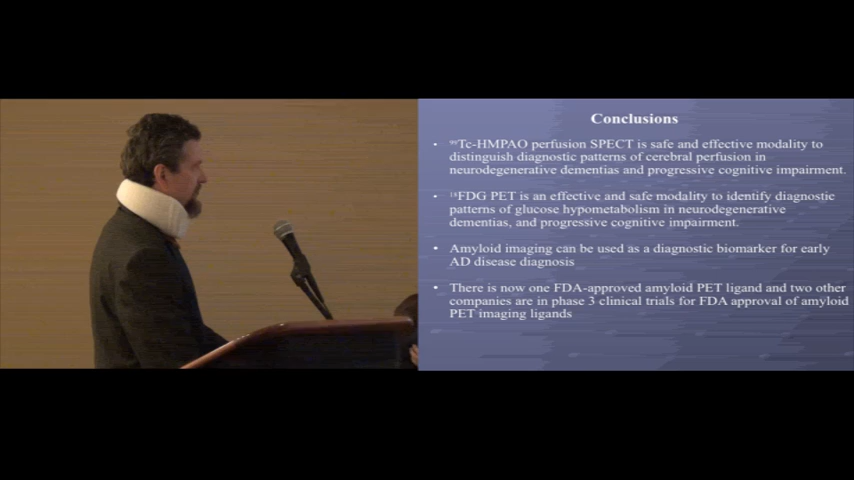 Conclusions
• ⁹⁹Tc-HMPAO perfusion SPECT is safe and effective modality to
distinguish diagnostic patterns of cerebral perfusion in
neurodegenerative dementias and progressive cognitive impairment.
• ¹⁸FDG PET is an effective and safe modality to identify diagnostic
patterns of glucose hypometabolism in neurodegenerative
dementias, and progressive cognitive impairment.
• Amyloid imaging can be used as a diagnostic biomarker for early
AD disease diagnosis
• There is now one FDA-approved amyloid PET ligand and two other
companies are in phase 3 clinical trials for FDA approval of amyloid
PET imaging ligands